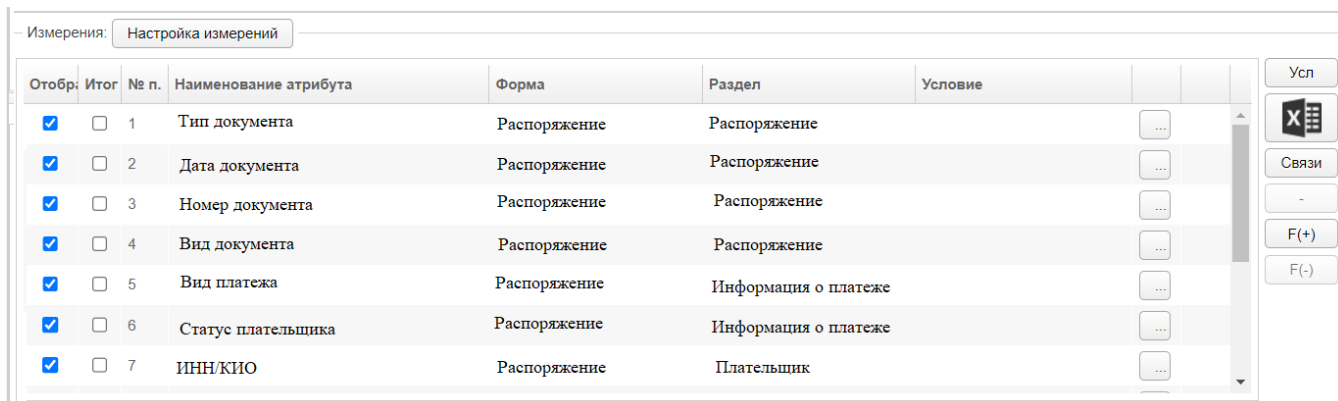 Измерения: Настройка измерений
Отобра Итог № п. Наименование атрибута Форма Раздел Условие
1 Тип документа Распоряжение Распоряжение ...
2 Дата документа Распоряжение Распоряжение ...
3 Номер документа Распоряжение Распоряжение ...
4 Вид документа Распоряжение Распоряжение ...
5 Вид платежа Распоряжение Информация о платеже ...
6 Статус плательщика Распоряжение Информация о платеже ...
7 ИНН/КИО Распоряжение Плательщик ...
Усл
X
Связи
-
F(+)
F(-)